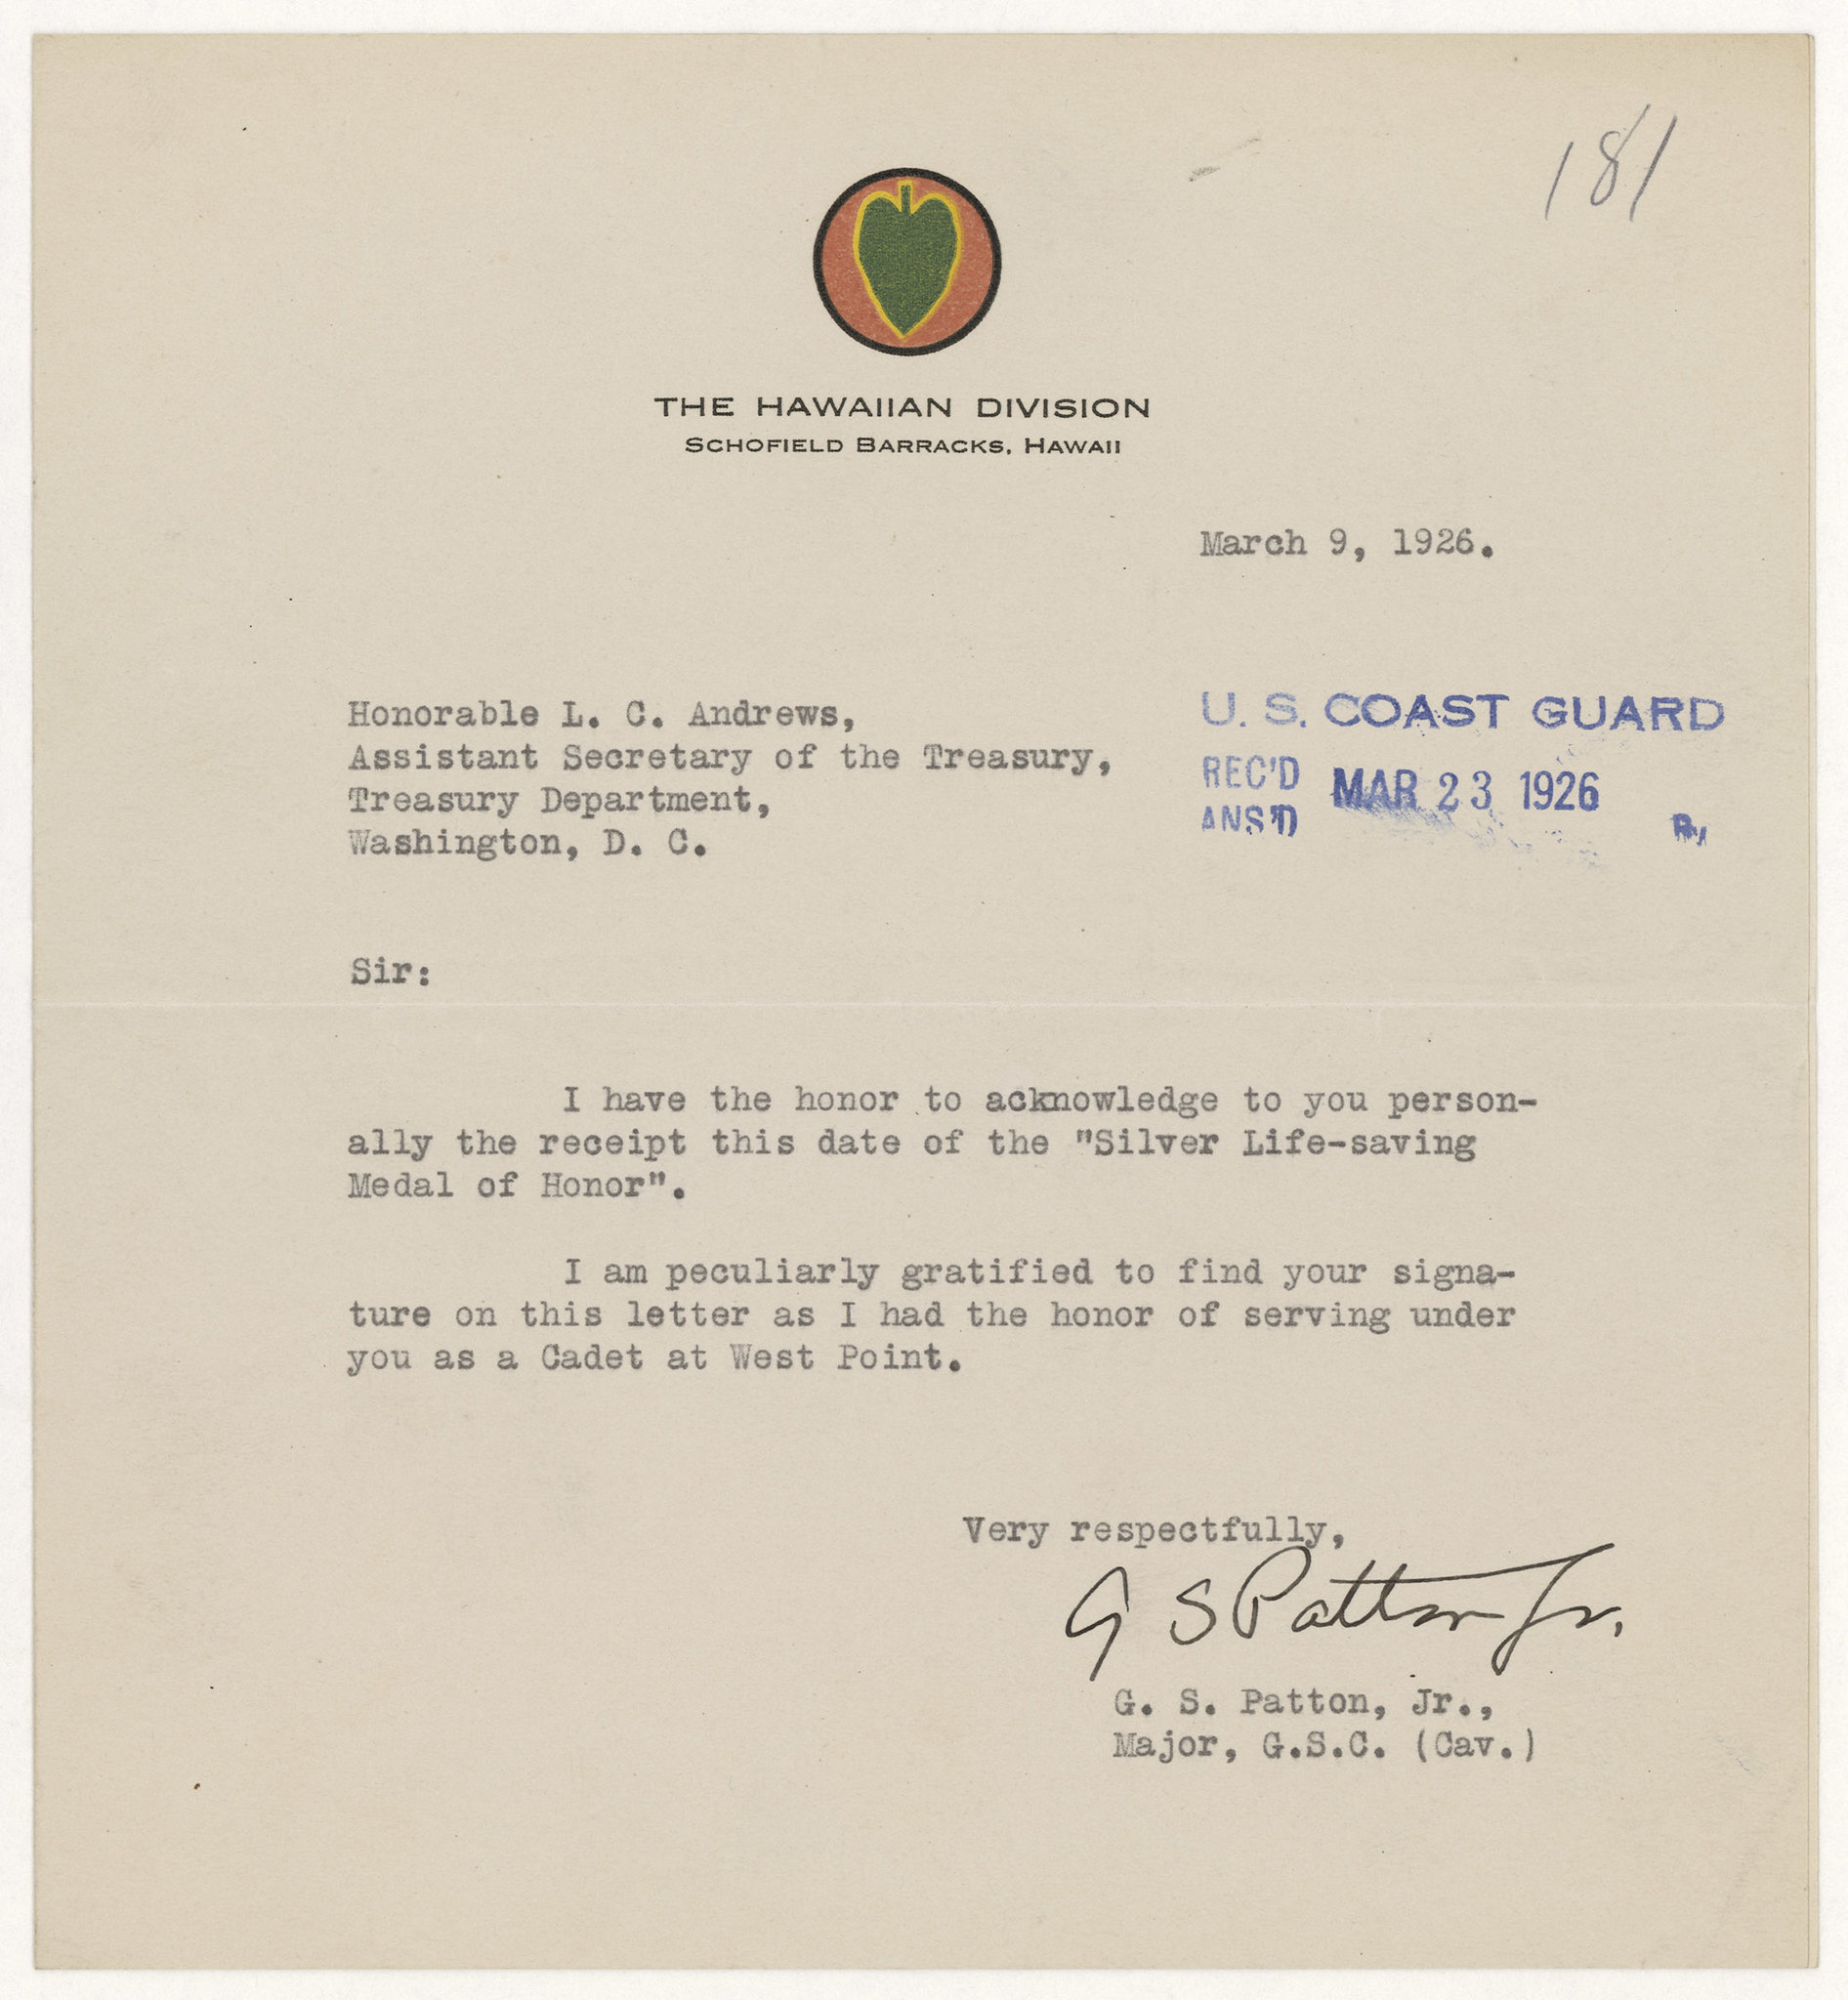 181
THE HAWAIIAN DIVISION
SCHOFIELD BARRACKS, HAWAII
March 9, 1926.
Honorable L. C. Andrews,
Assistant Secretary of the Treasury,
Treasury Department,
Washington, D. C.
U. S. COAST GUARD
REC'D MAR 23 1926
ANS'D By
Sir:
I have the honor to acknowledge to you person-
ally the receipt this date of the "Silver Life-saving
Medal of Honor".
I am peculiarly gratified to find your signa-
ture on this letter as I had the honor of serving under
you as a Cadet at West Point.
Very respectfully,
G S Patton Jr.
G. S. Patton, Jr.,
Major, G.S.C. (Cav.)